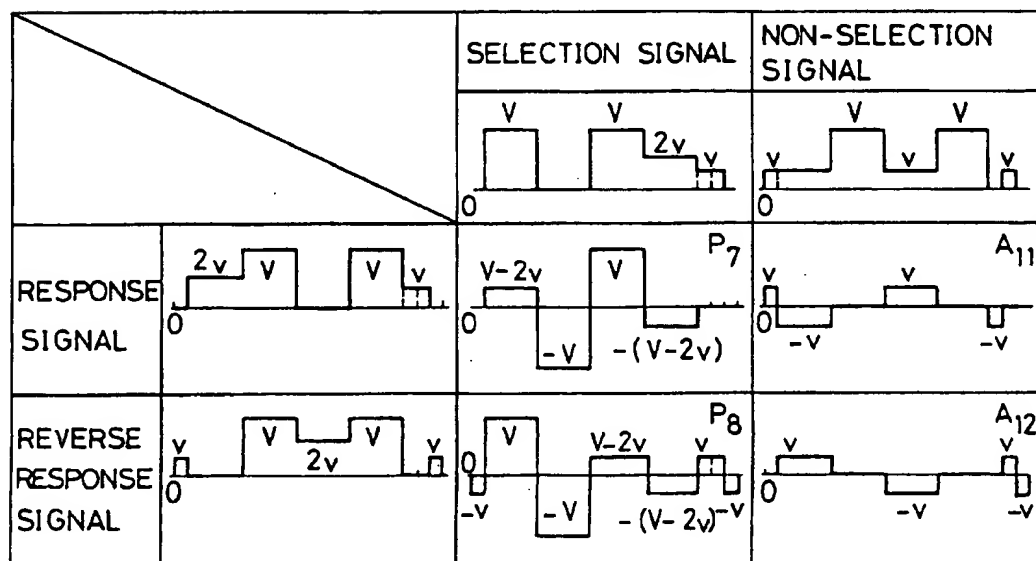 SELECTION SIGNAL
NON-SELECTION
SIGNAL
V V 2v v
0
v V v V v
0
RESPONSE
SIGNAL
2v V V v
0
P7
V-2v V
0
-V -(V-2v)
A11
v v
0
-v -v
REVERSE
RESPONSE
SIGNAL
v V V v
2v
0
P8
V V-2v v
0
-v -V -(V-2v) -v
A12
v v
0
-v -v